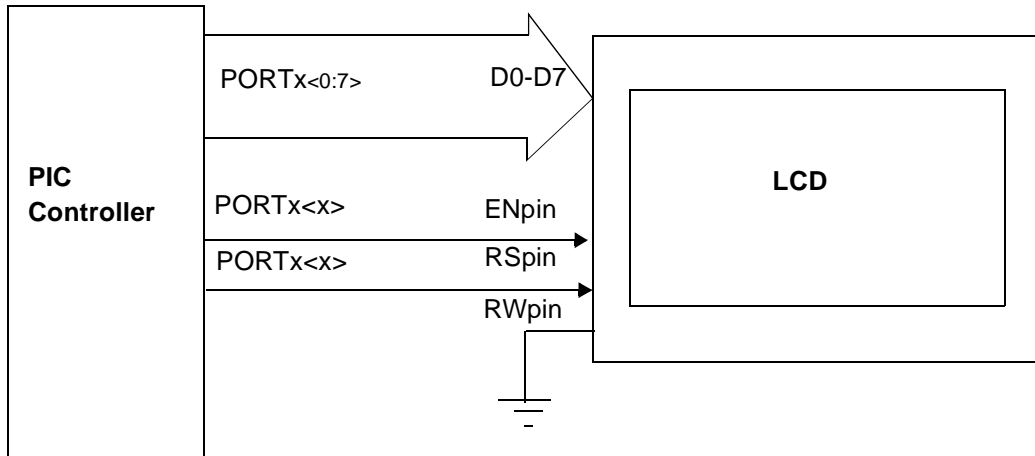 PORTx<0:7>
D0-D7
PIC
Controller
LCD
PORTx<x>
ENpin
PORTx<x>
RSpin
RWpin